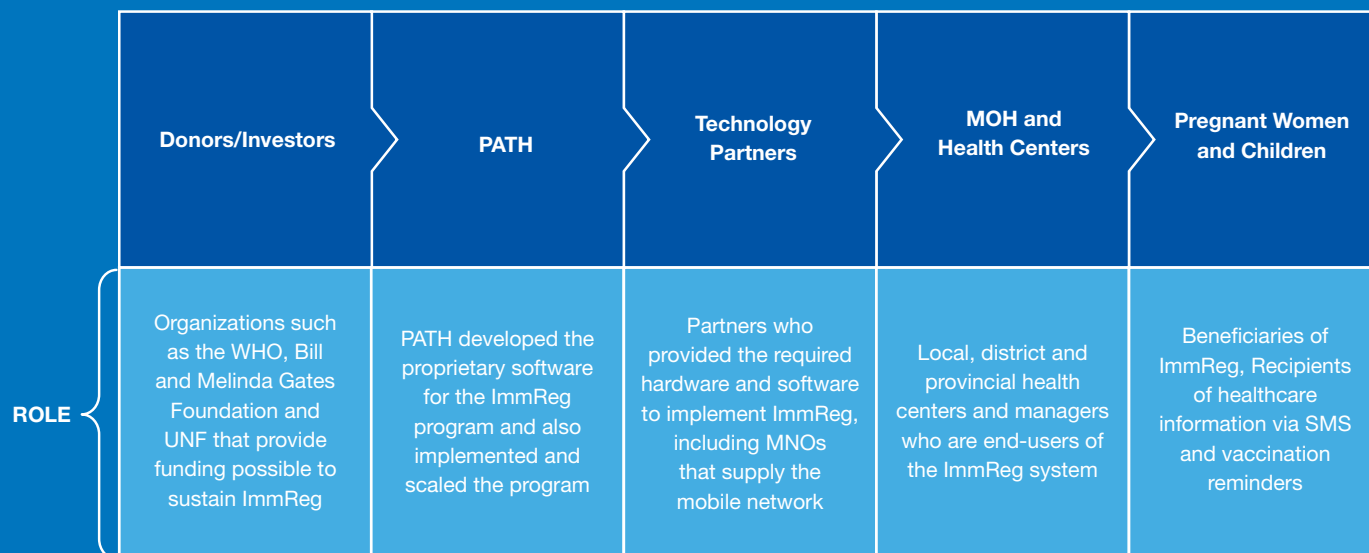 Donors/Investors
PATH
Technology
Partners
MOH and
Health Centers
Pregnant Women
and Children
ROLE
Organizations such
as the WHO, Bill
and Melinda Gates
Foundation and
UNF that provide
funding possible to
sustain ImmReg
PATH developed the
proprietary software
for the ImmReg
program and also
implemented and
scaled the program
Partners who
provided the required
hardware and software
to implement ImmReg,
including MNOs
that supply the
mobile network
Local, district and
provincial health
centers and managers
who are end-users of
the ImmReg system
Beneficiaries of
ImmReg, Recipients
of healthcare
information via SMS
and vaccination
reminders